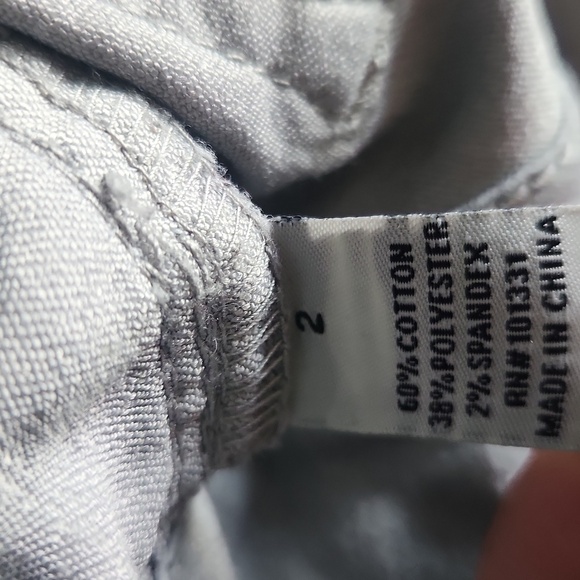 2
60% COTTON
38% POLYESTER
2% SPANDEX
RN# 101331
MADE IN CHINA